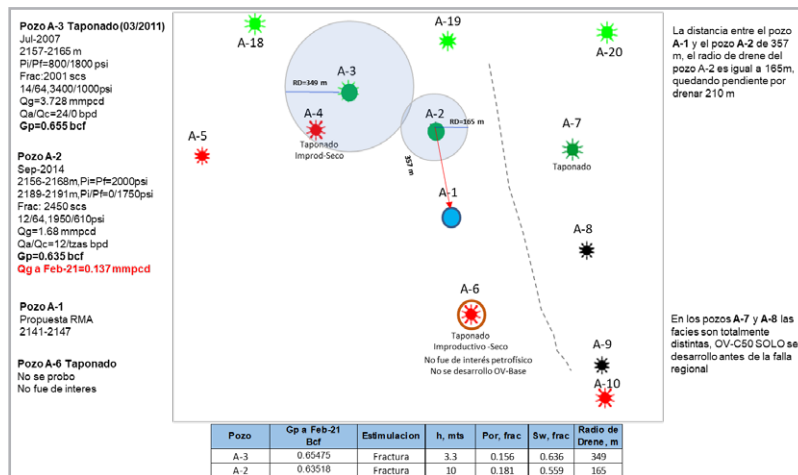 Pozo A-3 Taponado (03/2011)
Jul-2007
2157-2165 m
Pi/Pf=800/1800 psi
Frac:2001 scs
14/64,3400/1000psi
Qg=3.728 mmpcd
Qa/Qc=24/0 bpd
Gp=0.655 bcf
Pozo A-2
Sep-2014
2156-2168m,Pi=Pf=2000psi
2189-2191m,Pi/Pf=0/1750psi
Frac: 2450 scs
12/64,1950/610psi
Qg=1.68 mmpcd
Qa/Qc=12/tzas bpd
Gp=0.635 bcf
Qg a Feb-21=0.137 mmpcd
Pozo A-1
Propuesta RMA
2141-2147
Pozo A-6 Taponado
No se probo
No fue de interes
A-18
A-19
A-20
A-3
RD=349 m
A-4
Taponado
Improd-Seco
A-5
A-2
RD=165 m
357 m
A-1
A-7
Taponado
A-8
A-6
Taponado
Improductivo -Seco
No fue de interés petrofísico
No se desarrollo OV-Base
A-9
A-10
La distancia entre el pozo
A-1 y el pozo A-2 de 357
m, el radio de drene del
pozo A-2 es igual a 165m,
quedando pendiente por
drenar 210 m
En los pozos A-7 y A-8 las
facies son totalmente
distintas, OV-C50 SOLO se
desarrollo antes de la falla
regional
Pozo Gp a Feb-21 Bcf Estimulacion h, mts Por, frac Sw, frac Radio de Drene, m
A-3 0.65475 Fractura 3.3 0.156 0.636 349
A-2 0.63518 Fractura 10 0.181 0.559 165